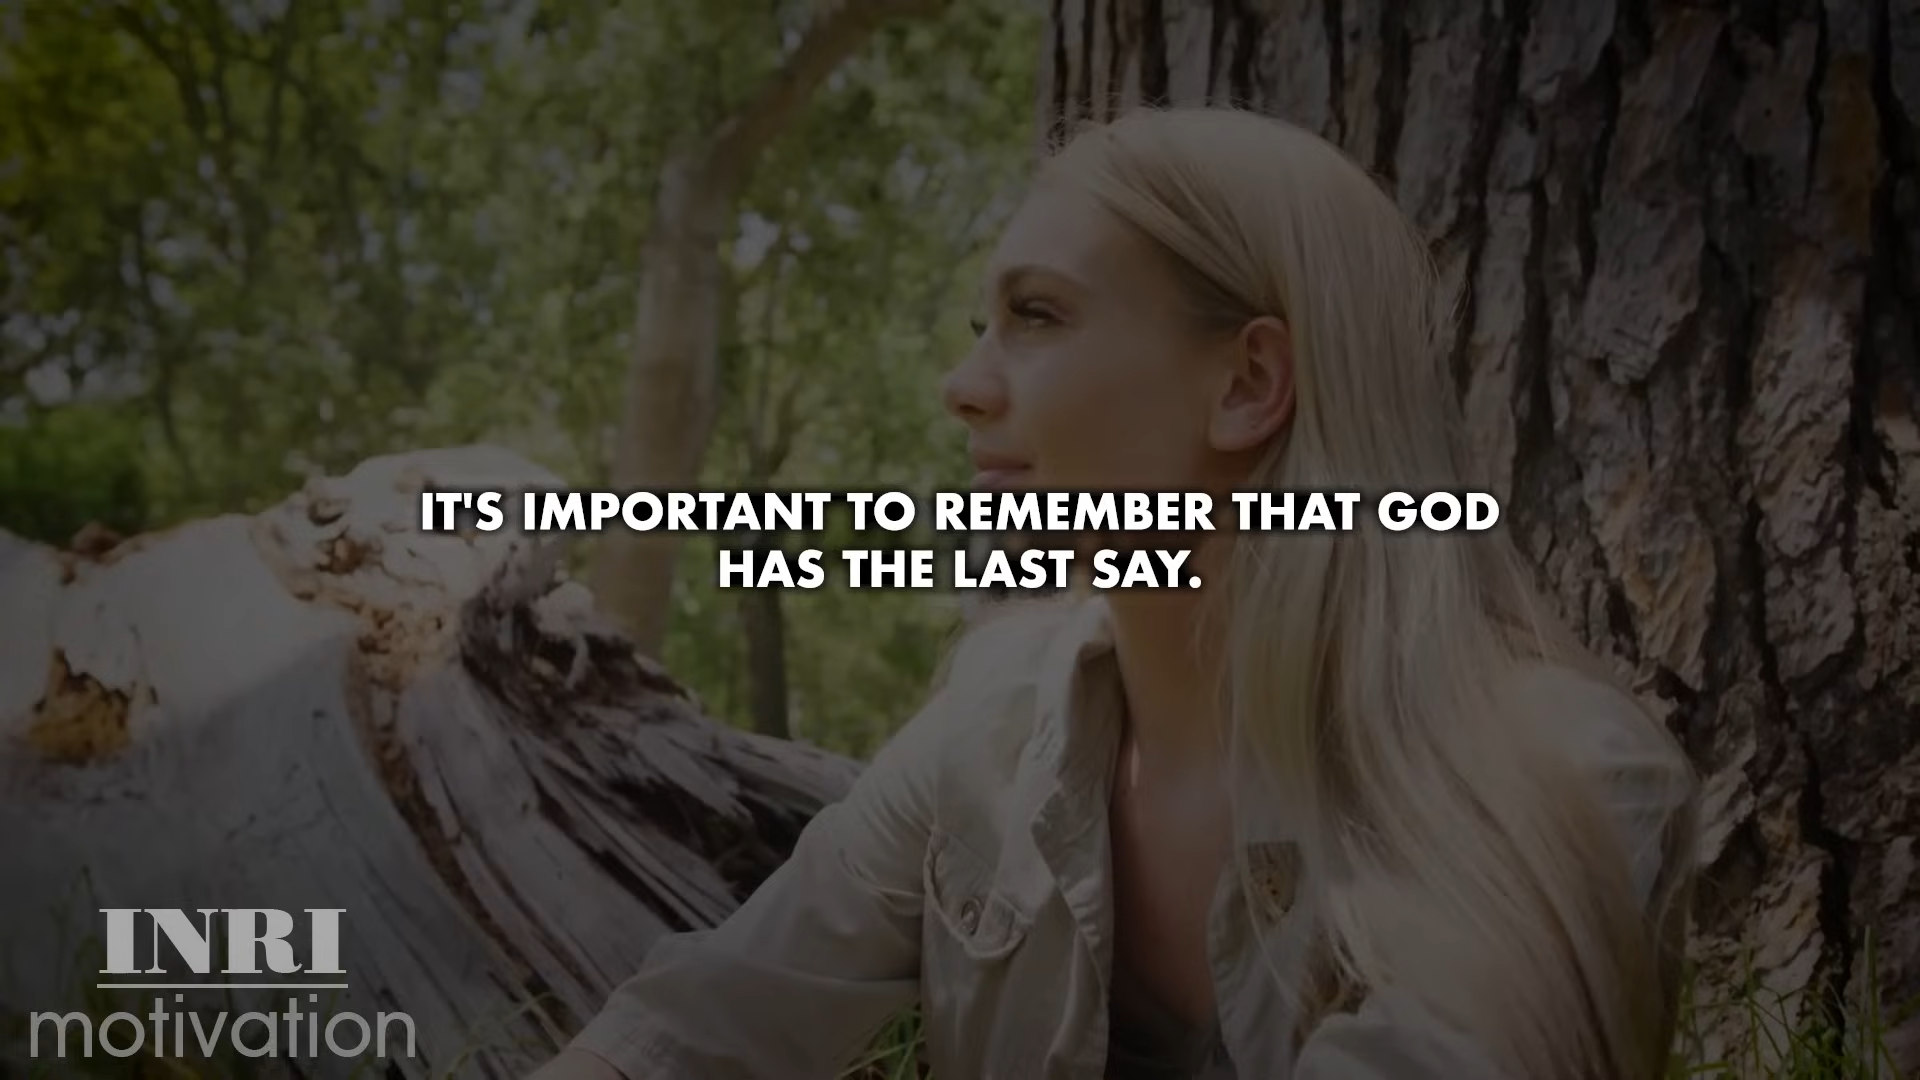 IT'S IMPORTANT TO REMEMBER THAT GOD
HAS THE LAST SAY.
INRI
motivation